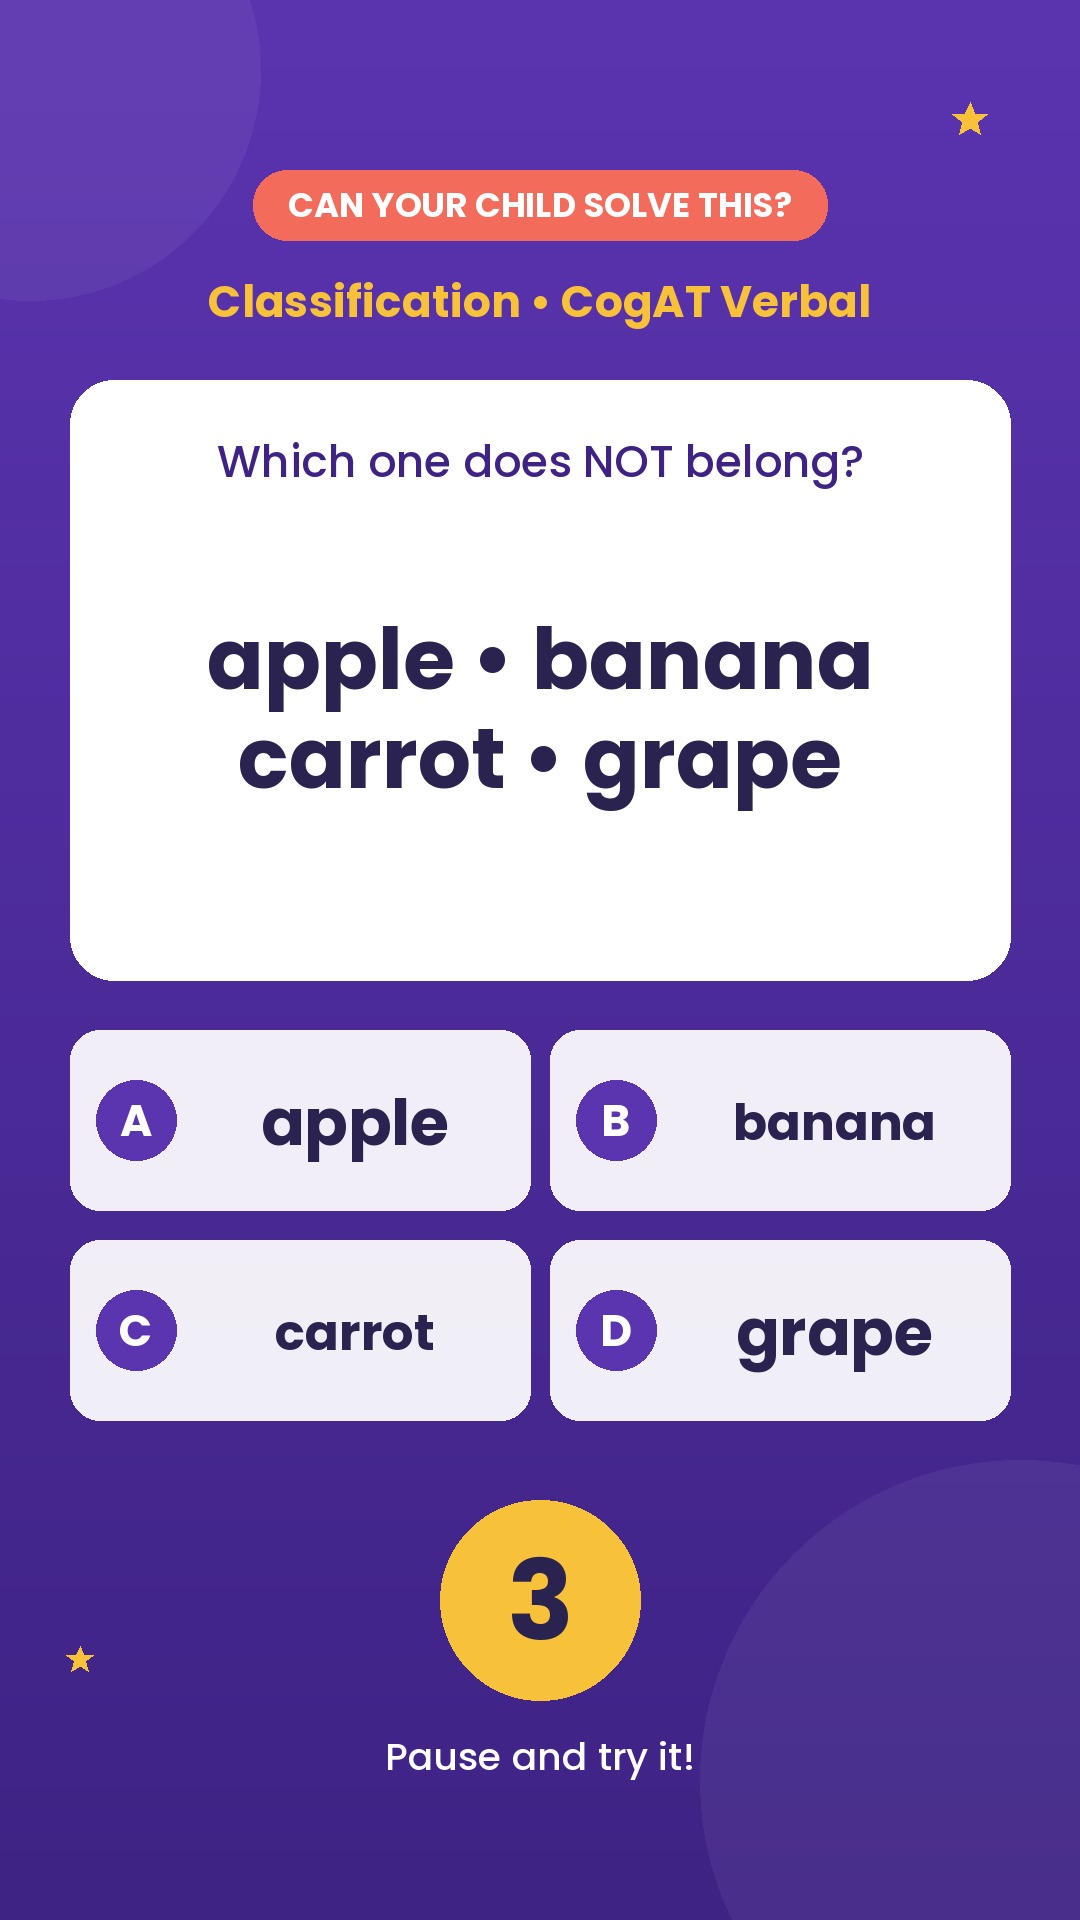 CAN YOUR CHILD SOLVE THIS?
Classification • CogAT Verbal
Which one does NOT belong?
apple • banana
carrot • grape
A apple
B banana
C carrot
D grape
3
Pause and try it!